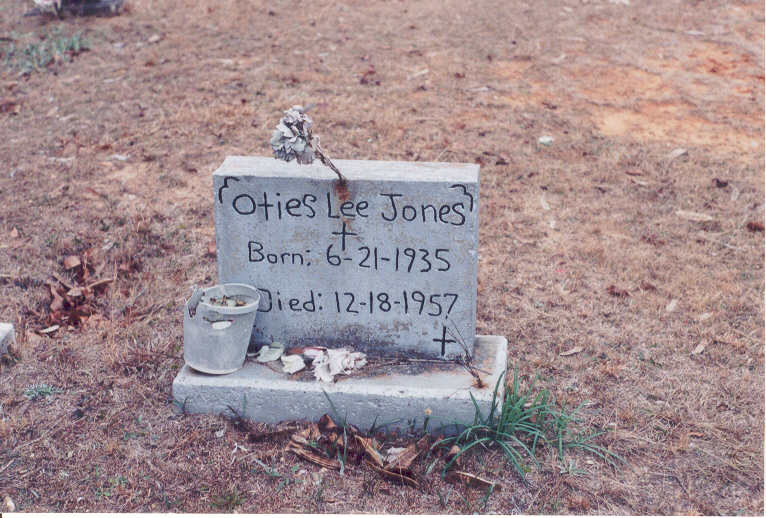 Oties Lee Jones
Born: 6-21-1935
Died: 12-18-1957